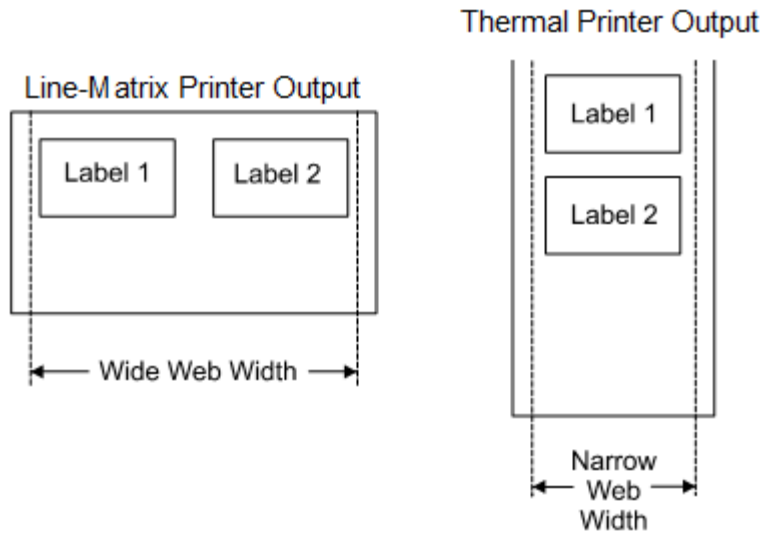 Thermal Printer Output
Line-Matrix Printer Output
Label 1
Label 2
Wide Web Width
Label 1
Label 2
Narrow
Web
Width